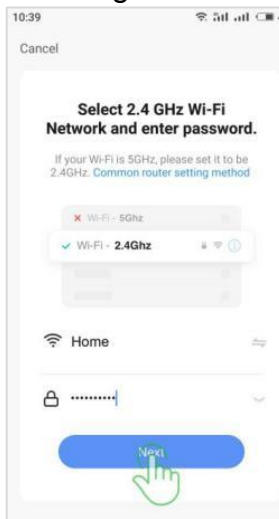 10:39
Cancel
Select 2.4 GHz Wi-Fi
Network and enter password.
If your Wi-Fi is 5GHz, please set it to be
2.4GHz. Common router setting method
Wi-Fi - 5Ghz
Wi-Fi - 2.4Ghz
Home
Next